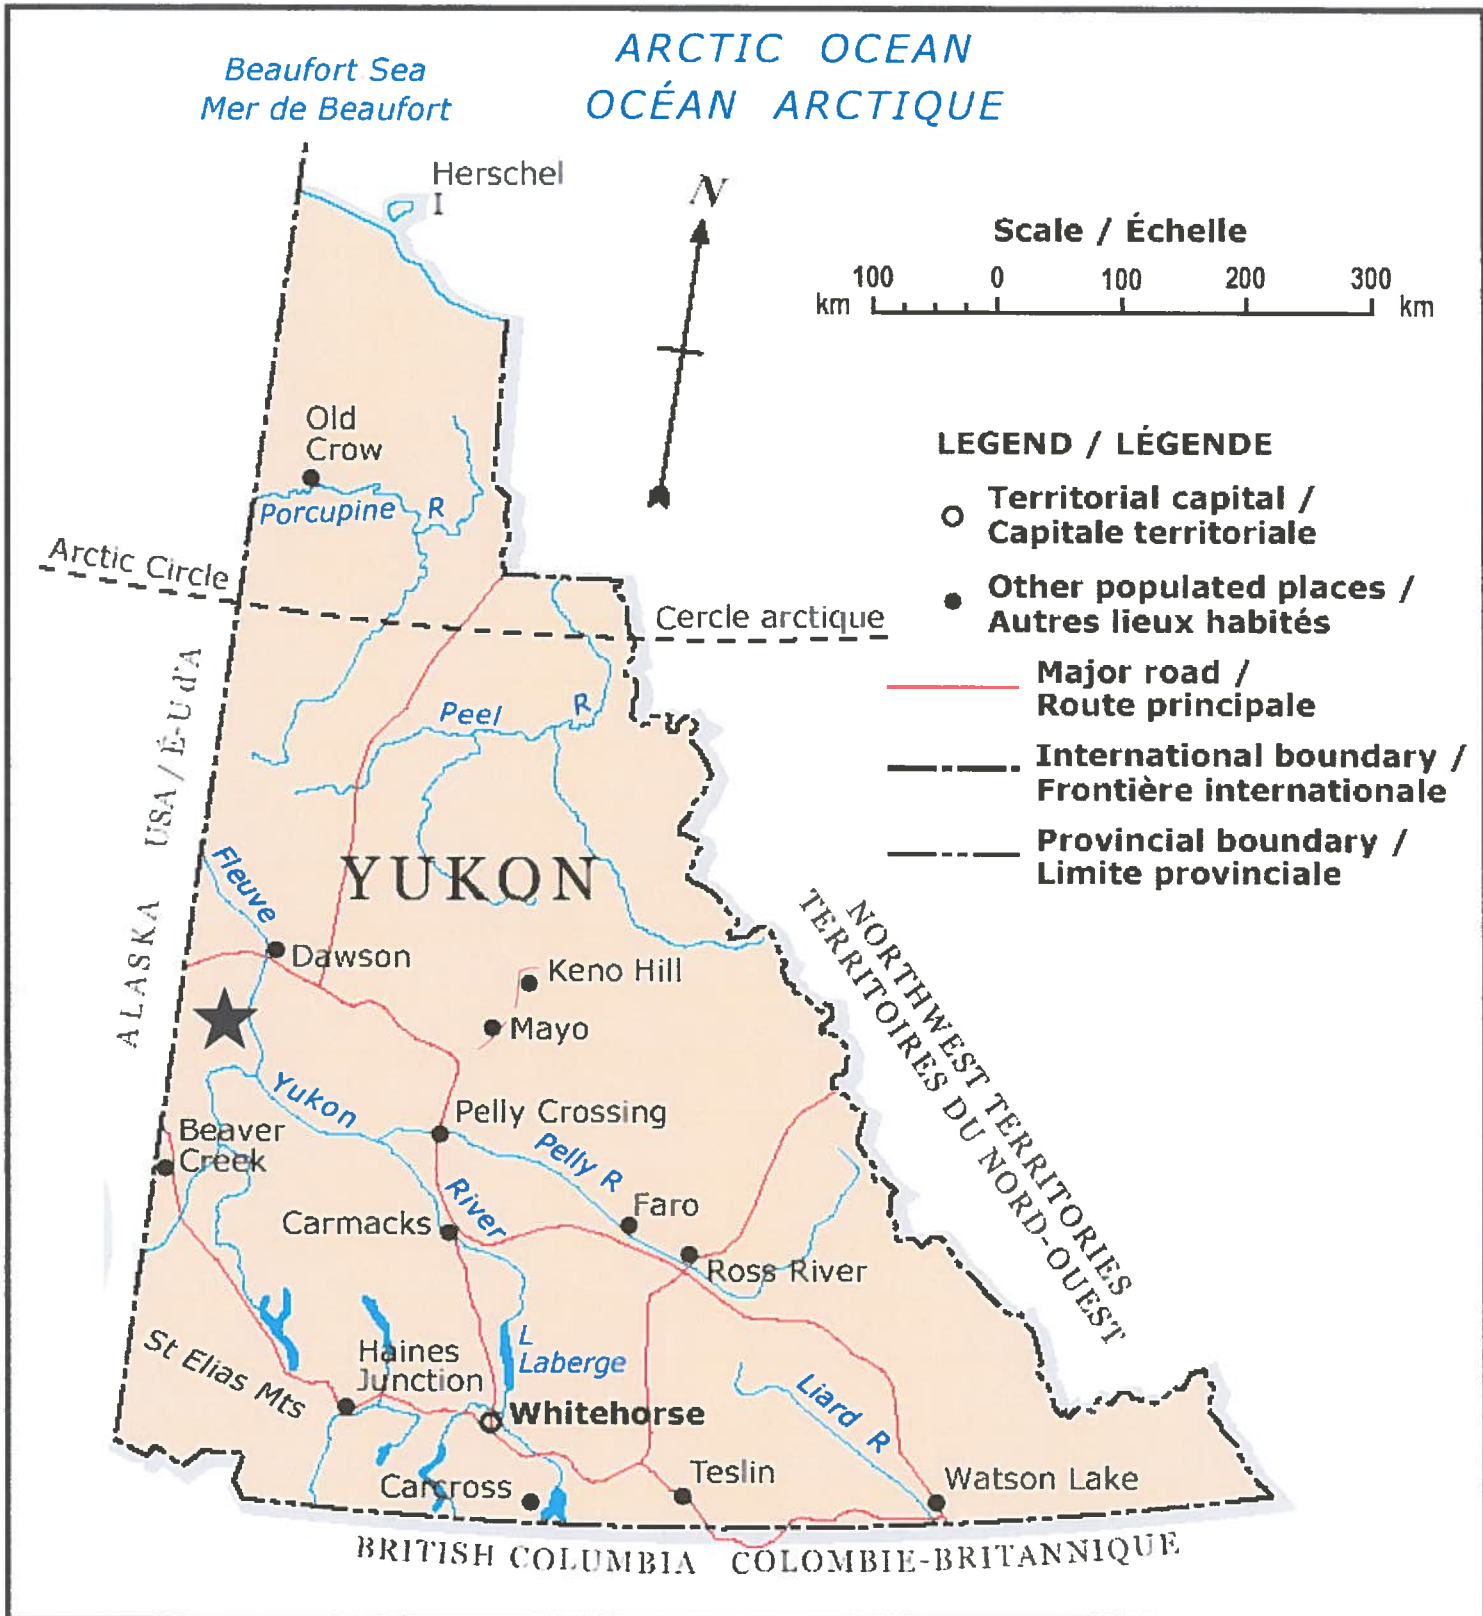 ARCTIC OCEAN
OCÉAN ARCTIQUE
Beaufort Sea
Mer de Beaufort
Herschel
I
N
Scale / Échelle
100 0 100 200 300
km km
Old
Crow
Porcupine R
Arctic Circle
Cercle arctique
LEGEND / LÉGENDE
Territorial capital /
Capitale territoriale
Other populated places /
Autres lieux habités
Major road /
Route principale
International boundary /
Frontière internationale
Provincial boundary /
Limite provinciale
Peel R
ALASKA USA / É-U d'A
YUKON
Fleuve
Dawson
Keno Hill
Mayo
NORTHWEST TERRITORIES
TERRITOIRES DU NORD-OUEST
Yukon
River
Pelly Crossing
Beaver
Creek
Pelly R
Faro
Carmacks
Ross River
St Elias Mts
Haines
Junction
L
Laberge
Whitehorse
Liard R
Carcross
Teslin
Watson Lake
BRITISH COLUMBIA COLOMBIE-BRITANNIQUE